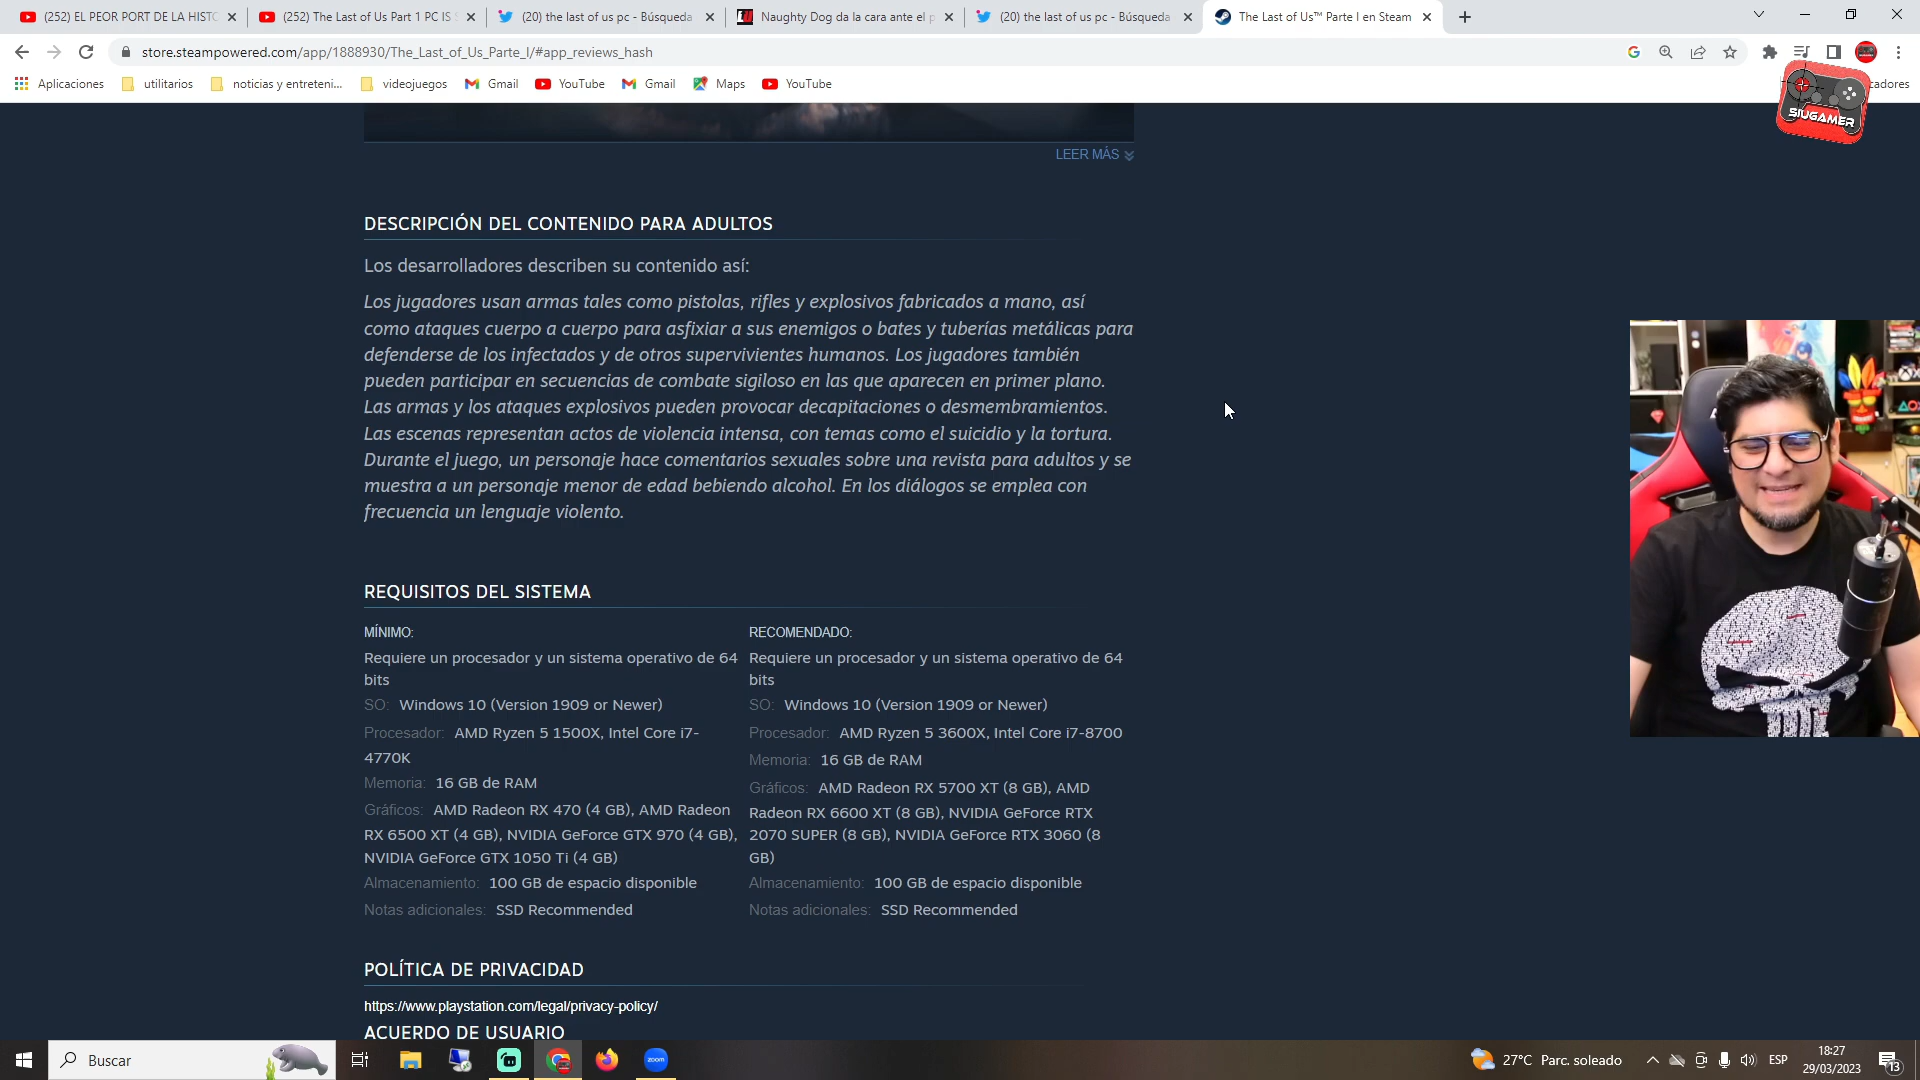 (252) EL PEOR PORT DE LA HISTO
(252) The Last of Us Part 1 PC IS S
(20) the last of us pc - Búsqueda
Naughty Dog da la cara ante el p
(20) the last of us pc - Búsqueda
The Last of Us™ Parte I en Steam
store.steampowered.com/app/1888930/The_Last_of_Us_Parte_I/#app_reviews_hash
Aplicaciones
utilitarios
noticias y entreteni...
videojuegos
Gmail
YouTube
Gmail
Maps
YouTube
cadores
SIUGAMER
LEER MÁS
DESCRIPCIÓN DEL CONTENIDO PARA ADULTOS
Los desarrolladores describen su contenido así:
Los jugadores usan armas tales como pistolas, rifles y explosivos fabricados a mano, así
como ataques cuerpo a cuerpo para asfixiar a sus enemigos o bates y tuberías metálicas para
defenderse de los infectados y de otros supervivientes humanos. Los jugadores también
pueden participar en secuencias de combate sigiloso en las que aparecen en primer plano.
Las armas y los ataques explosivos pueden provocar decapitaciones o desmembramientos.
Las escenas representan actos de violencia intensa, con temas como el suicidio y la tortura.
Durante el juego, un personaje hace comentarios sexuales sobre una revista para adultos y se
muestra a un personaje menor de edad bebiendo alcohol. En los diálogos se emplea con
frecuencia un lenguaje violento.
REQUISITOS DEL SISTEMA
MÍNIMO:
Requiere un procesador y un sistema operativo de 64
bits
SO: Windows 10 (Version 1909 or Newer)
Procesador: AMD Ryzen 5 1500X, Intel Core i7-
4770K
Memoria: 16 GB de RAM
Gráficos: AMD Radeon RX 470 (4 GB), AMD Radeon
RX 6500 XT (4 GB), NVIDIA GeForce GTX 970 (4 GB),
NVIDIA GeForce GTX 1050 Ti (4 GB)
Almacenamiento: 100 GB de espacio disponible
Notas adicionales: SSD Recommended
RECOMENDADO:
Requiere un procesador y un sistema operativo de 64
bits
SO: Windows 10 (Version 1909 or Newer)
Procesador: AMD Ryzen 5 3600X, Intel Core i7-8700
Memoria: 16 GB de RAM
Gráficos: AMD Radeon RX 5700 XT (8 GB), AMD
Radeon RX 6600 XT (8 GB), NVIDIA GeForce RTX
2070 SUPER (8 GB), NVIDIA GeForce RTX 3060 (8
GB)
Almacenamiento: 100 GB de espacio disponible
Notas adicionales: SSD Recommended
POLÍTICA DE PRIVACIDAD
https://www.playstation.com/legal/privacy-policy/
ACUERDO DE USUARIO
Buscar
zoom
27°C Parc. soleado
ESP
18:27
29/03/2023
13